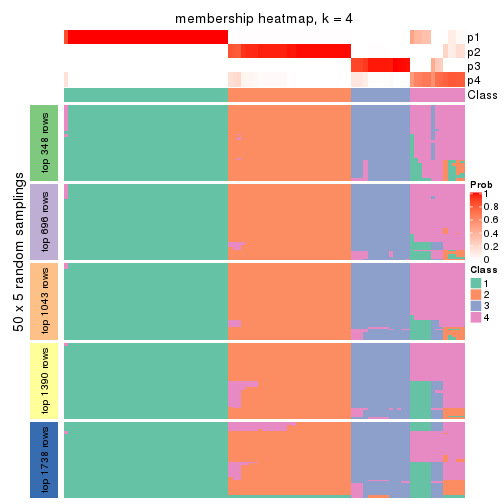 membership heatmap, k = 4
p1
p2
p3
p4
Class
50 x 5 random samplings
top 348 rows
top 696 rows
top 1043 rows
top 1390 rows
top 1738 rows
Prob
1
0.8
0.6
0.4
0.2
0
Class
1
2
3
4